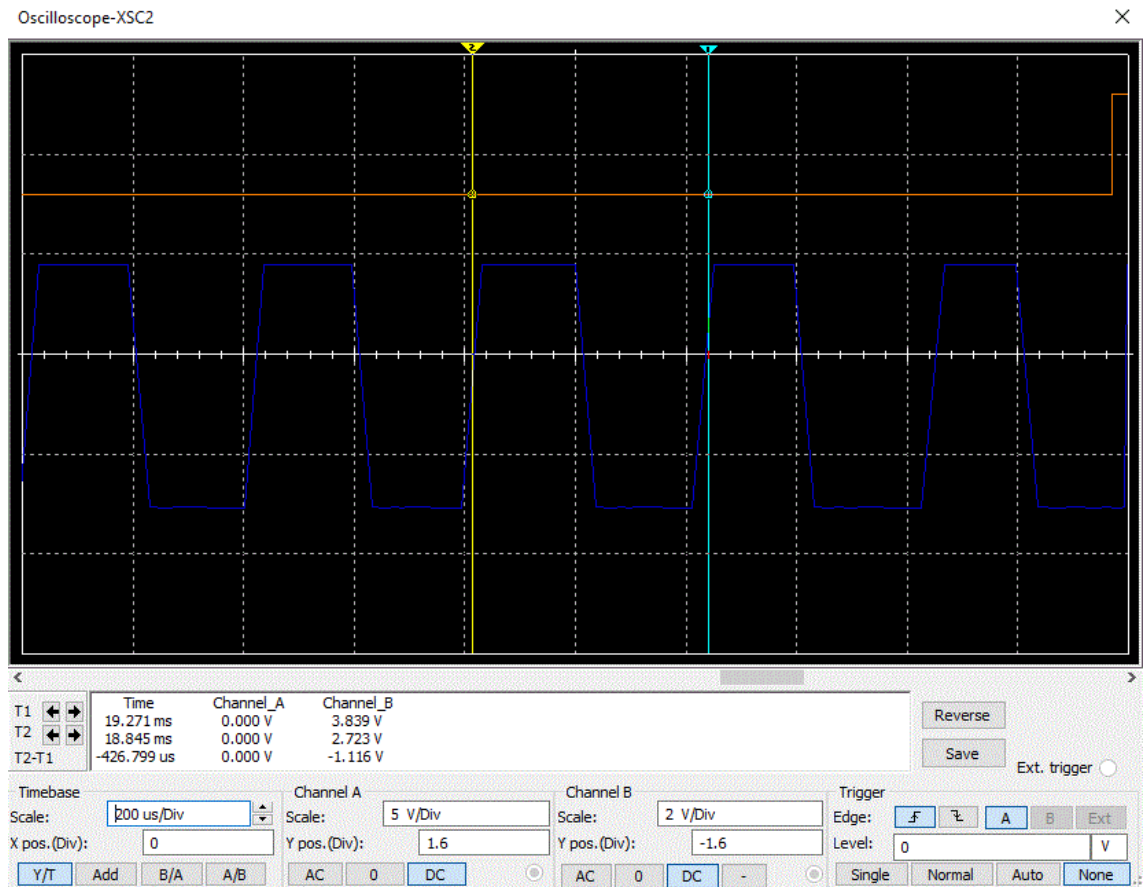 Oscilloscope-XSC2
2
1
Time Channel_A Channel_B
T1 19.271 ms 0.000 V 3.839 V
T2 18.845 ms 0.000 V 2.723 V
T2-T1 -426.799 us 0.000 V -1.116 V
Reverse
Save
Ext. trigger
Timebase
Scale: 200 us/Div
X pos.(Div): 0
Y/T Add B/A A/B
Channel A
Scale: 5 V/Div
Y pos.(Div): 1.6
AC 0 DC
Channel B
Scale: 2 V/Div
Y pos.(Div): -1.6
AC 0 DC -
Trigger
Edge: A B Ext
Level: 0 V
Single Normal Auto None